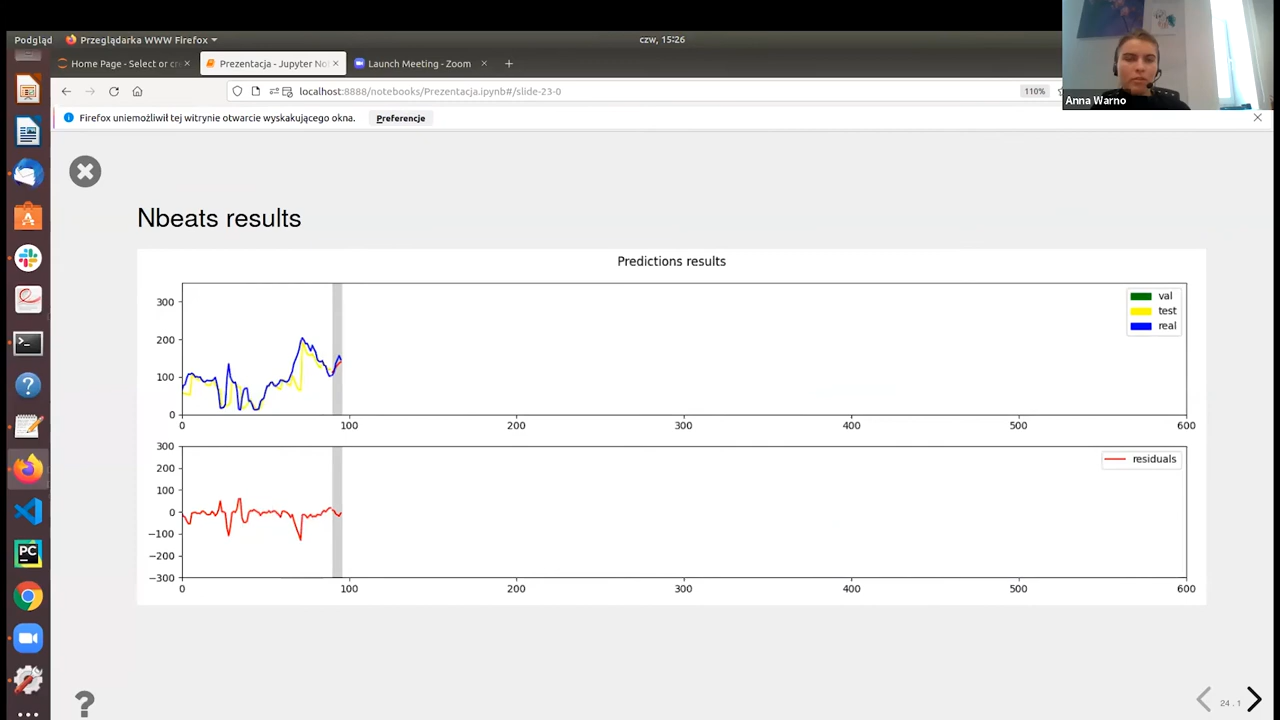 Podgląd
Przeglądarka WWW Firefox
czw, 15:26
Home Page - Select or cr
Prezentacja - Jupyter No
Launch Meeting - Zoom
localhost:8888/notebooks/Prezentacja.ipynb#/slide-23-0
110%
Anna Warno
Firefox uniemożliwił tej witrynie otwarcie wyskakującego okna.
Preferencje
Nbeats results
Predictions results
300
200
100
0
val
test
real
0 100 200 300 400 500 600
300
200
100
0
−100
−200
−300
residuals
0 100 200 300 400 500 600
PC
?
?
24.1